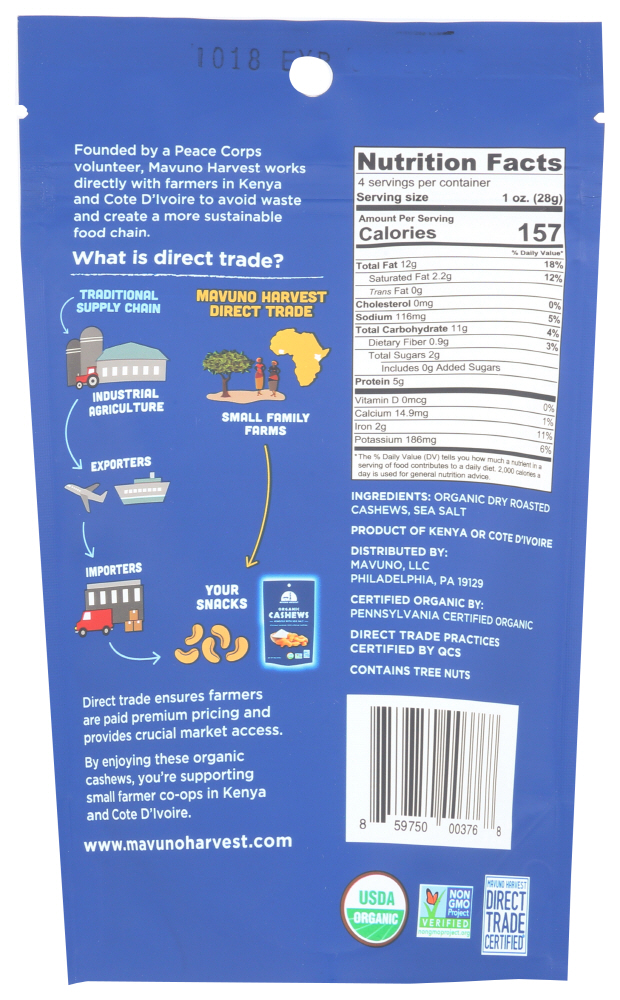 1018 EXP
Founded by a Peace Corps
volunteer, Mavuno Harvest works
directly with farmers in Kenya
and Cote D'Ivoire to avoid waste
and create a more sustainable
food chain.
What is direct trade?
TRADITIONAL
SUPPLY CHAIN
INDUSTRIAL
AGRICULTURE
EXPORTERS
IMPORTERS
MAVUNO HARVEST
DIRECT TRADE
SMALL FAMILY
FARMS
YOUR
SNACKS
ORGANIC
CASHEWS
Direct trade ensures farmers
are paid premium pricing and
provides crucial market access.
By enjoying these organic
cashews, you're supporting
small farmer co-ops in Kenya
and Cote D'Ivoire.
www.mavunoharvest.com
Nutrition Facts
4 servings per container
Serving size 1 oz. (28g)
Amount Per Serving
Calories 157
% Daily Value*
Total Fat 12g 18%
Saturated Fat 2.2g 12%
Trans Fat 0g
Cholesterol 0mg 0%
Sodium 116mg 5%
Total Carbohydrate 11g 4%
Dietary Fiber 0.9g 3%
Total Sugars 2g
Includes 0g Added Sugars
Protein 5g
Vitamin D 0mcg 0%
Calcium 14.9mg 1%
Iron 2g 11%
Potassium 186mg 6%
*The % Daily Value (DV) tells you how much a nutrient in a
serving of food contributes to a daily diet. 2,000 calories a
day is used for general nutrition advice.
INGREDIENTS: ORGANIC DRY ROASTED
CASHEWS, SEA SALT
PRODUCT OF KENYA OR COTE D'IVOIRE
DISTRIBUTED BY:
MAVUNO, LLC
PHILADELPHIA, PA 19129
CERTIFIED ORGANIC BY:
PENNSYLVANIA CERTIFIED ORGANIC
DIRECT TRADE PRACTICES
CERTIFIED BY QCS
CONTAINS TREE NUTS
8 59750 00376 8
USDA
ORGANIC
NON
GMO
Project
VERIFIED
nongmoproject.org
MAVUNO HARVEST
DIRECT
TRADE
CERTIFIED